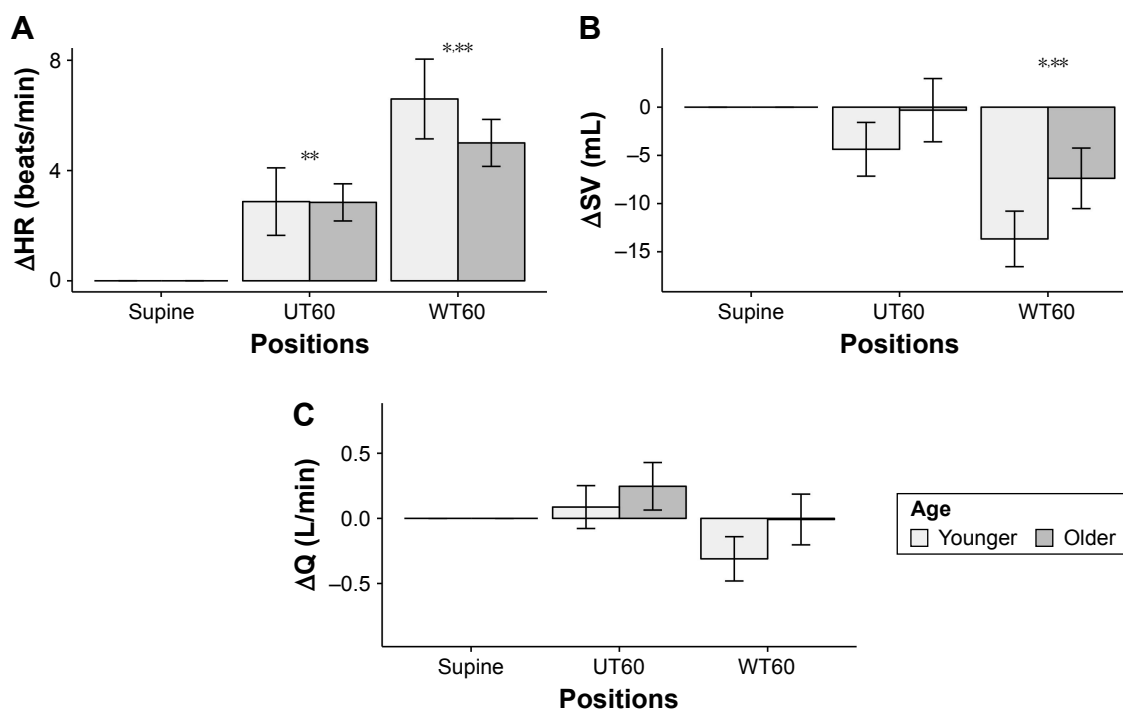 A
ΔHR (beats/min)
8
4
0
**
*,**
Supine UT60 WT60
Positions
B
ΔSV (mL)
0
–5
–10
–15
*,**
Supine UT60 WT60
Positions
C
ΔQ (L/min)
0.5
0.0
–0.5
Supine UT60 WT60
Positions
Age
Younger Older